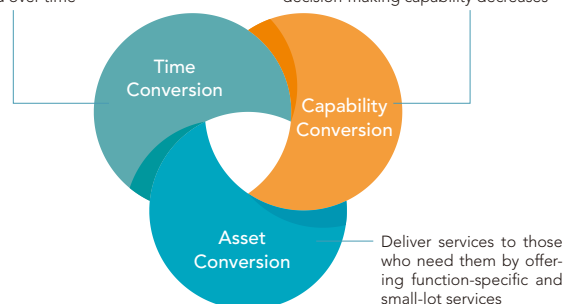 over time
decision-making capability decreases
Time
Conversion
Capability
Conversion
Asset
Conversion
Deliver services to those
who need them by offer-
ing function-specific and
small-lot services